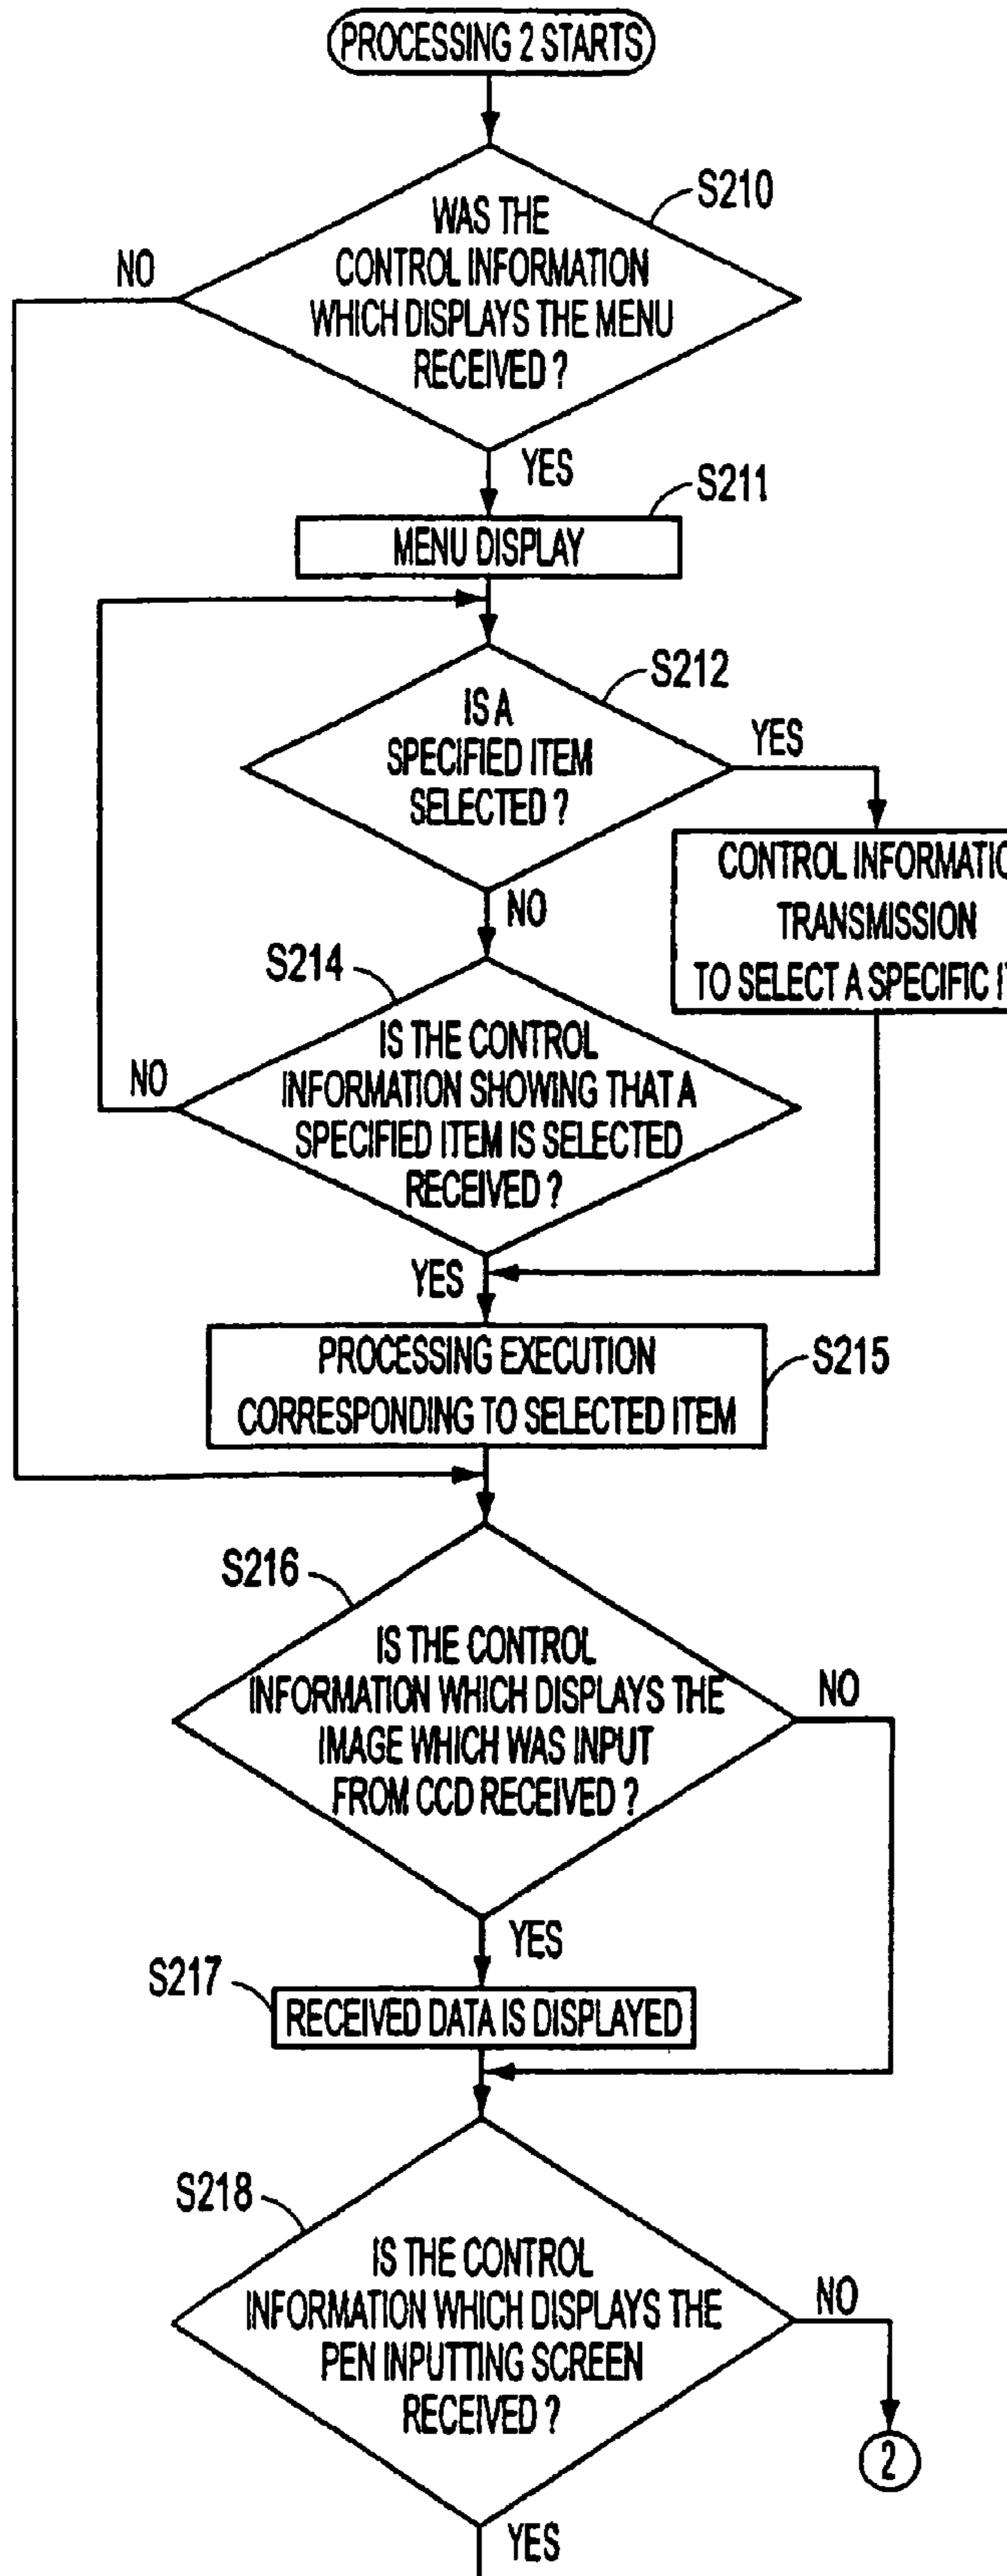 PROCESSING 2 STARTS
S210
WAS THE
CONTROL INFORMATION
WHICH DISPLAYS THE MENU
RECEIVED ?
NO
YES
S211
MENU DISPLAY
S212
IS A
SPECIFIED ITEM
SELECTED ?
YES
CONTROL INFORMATIO
TRANSMISSION
TO SELECT A SPECIFIC IT
NO
S214
IS THE CONTROL
INFORMATION SHOWING THAT A
SPECIFIED ITEM IS SELECTED
RECEIVED ?
NO
YES
PROCESSING EXECUTION
CORRESPONDING TO SELECTED ITEM
S215
S216
IS THE CONTROL
INFORMATION WHICH DISPLAYS THE
IMAGE WHICH WAS INPUT
FROM CCD RECEIVED ?
NO
YES
S217
RECEIVED DATA IS DISPLAYED
S218
IS THE CONTROL
INFORMATION WHICH DISPLAYS THE
PEN INPUTTING SCREEN
RECEIVED ?
NO
2
YES